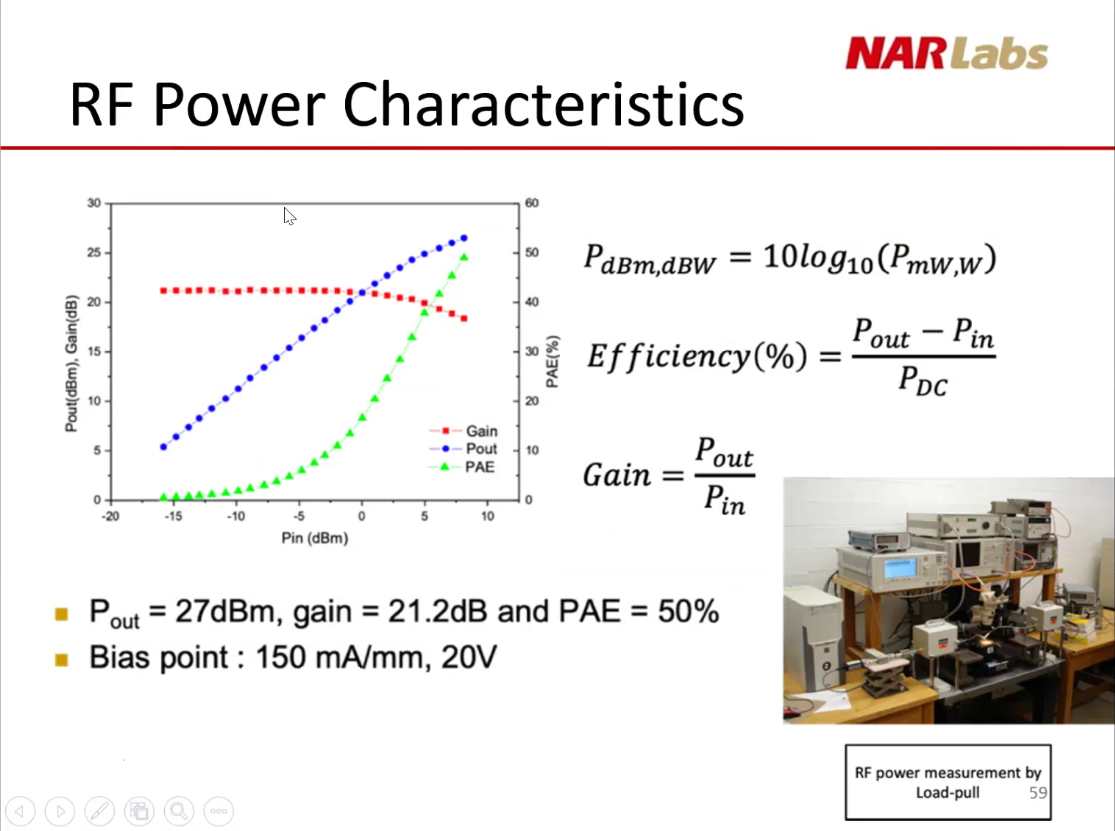 NARLabs
RF Power Characteristics
30
25
20
15
10
5
0
Pout(dBm), Gain(dB)
60
50
40
30
20
10
0
PAE(%)
Gain
Pout
PAE
-20 -15 -10 -5 0 5 10
Pin (dBm)
P_{dBm,dBW} = 10log_{10}(P_{mW,W})
Efficiency(%) = \frac{P_{out} - P_{in}}{P_{DC}}
Gain = \frac{P_{out}}{P_{in}}
P_{out} = 27dBm, gain = 21.2dB and PAE = 50%
Bias point : 150 mA/mm, 20V
RF power measurement by
Load-pull
59